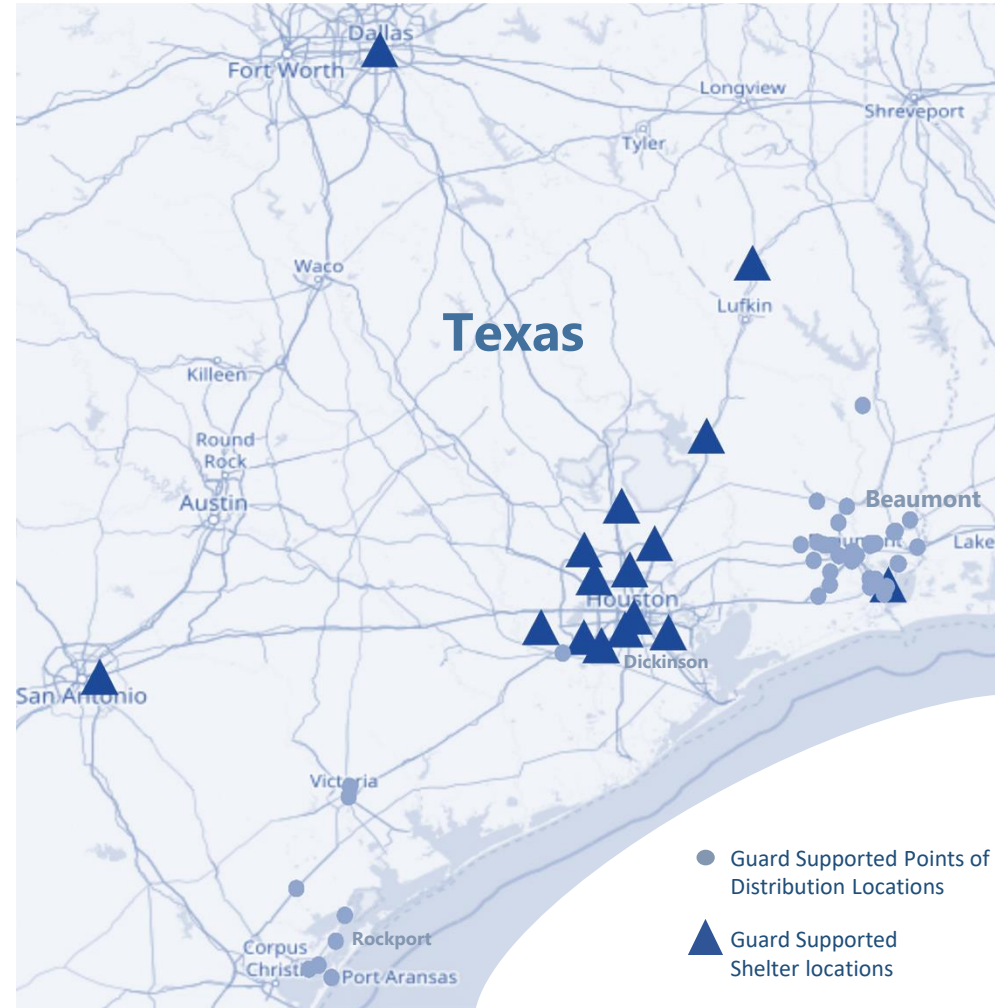 Dallas
Fort Worth
Longview
Shreveport
Tyler
Waco
Lufkin
Texas
Killeen
Round
Rock
Austin
Beaumont
Lake
Houston
Dickinson
San Antonio
Victoria
Guard Supported Points of
Distribution Locations
Rockport
Corpus
Christi
Port Aransas
Guard Supported
Shelter locations